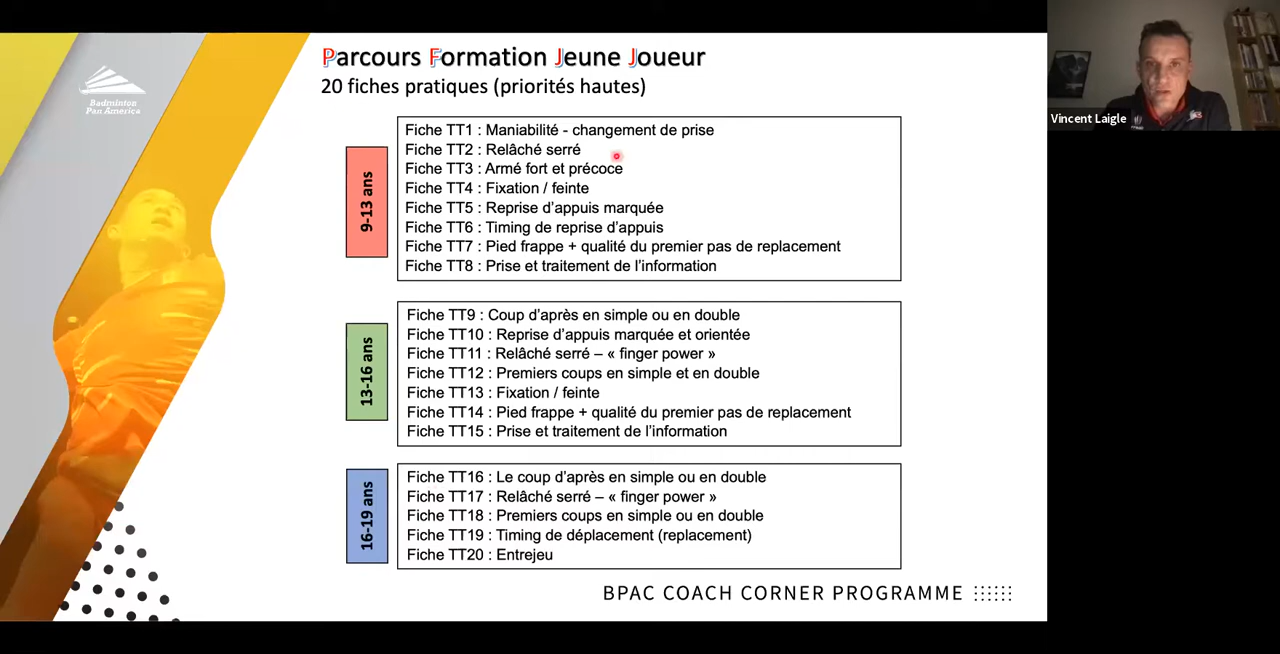 Parcours Formation Jeune Joueur
20 fiches pratiques (priorités hautes)
Badminton
Pan America
Vincent Laigle
9-13 ans
Fiche TT1 : Maniabilité - changement de prise
Fiche TT2 : Relâché serré
Fiche TT3 : Armé fort et précoce
Fiche TT4 : Fixation / feinte
Fiche TT5 : Reprise d'appuis marquée
Fiche TT6 : Timing de reprise d'appuis
Fiche TT7 : Pied frappe + qualité du premier pas de replacement
Fiche TT8 : Prise et traitement de l'information
13-16 ans
Fiche TT9 : Coup d'après en simple ou en double
Fiche TT10 : Reprise d'appuis marquée et orientée
Fiche TT11 : Relâché serré – « finger power »
Fiche TT12 : Premiers coups en simple et en double
Fiche TT13 : Fixation / feinte
Fiche TT14 : Pied frappe + qualité du premier pas de replacement
Fiche TT15 : Prise et traitement de l'information
16-19 ans
Fiche TT16 : Le coup d'après en simple ou en double
Fiche TT17 : Relâché serré – « finger power »
Fiche TT18 : Premiers coups en simple ou en double
Fiche TT19 : Timing de déplacement (replacement)
Fiche TT20 : Entrejeu
BPAC COACH CORNER PROGRAMME